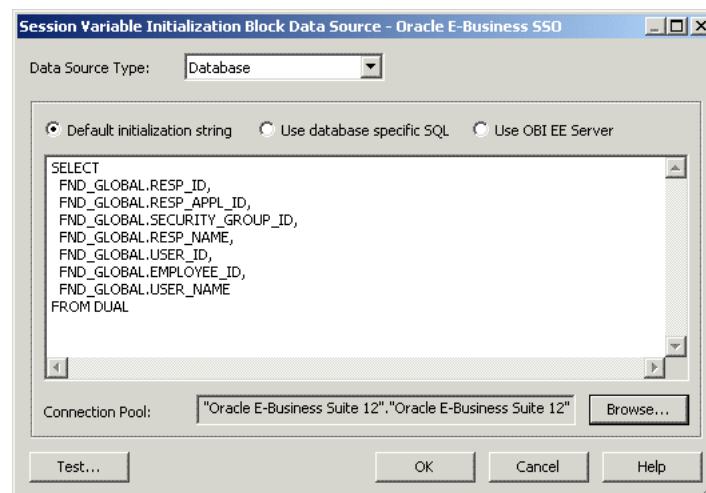 Session Variable Initialization Block Data Source - Oracle E-Business SSO
Data Source Type: Database
Default initialization string Use database specific SQL Use OBI EE Server
SELECT
FND_GLOBAL.RESP_ID,
FND_GLOBAL.RESP_APPL_ID,
FND_GLOBAL.SECURITY_GROUP_ID,
FND_GLOBAL.RESP_NAME,
FND_GLOBAL.USER_ID,
FND_GLOBAL.EMPLOYEE_ID,
FND_GLOBAL.USER_NAME
FROM DUAL
Connection Pool: "Oracle E-Business Suite 12"."Oracle E-Business Suite 12" Browse...
Test... OK Cancel Help